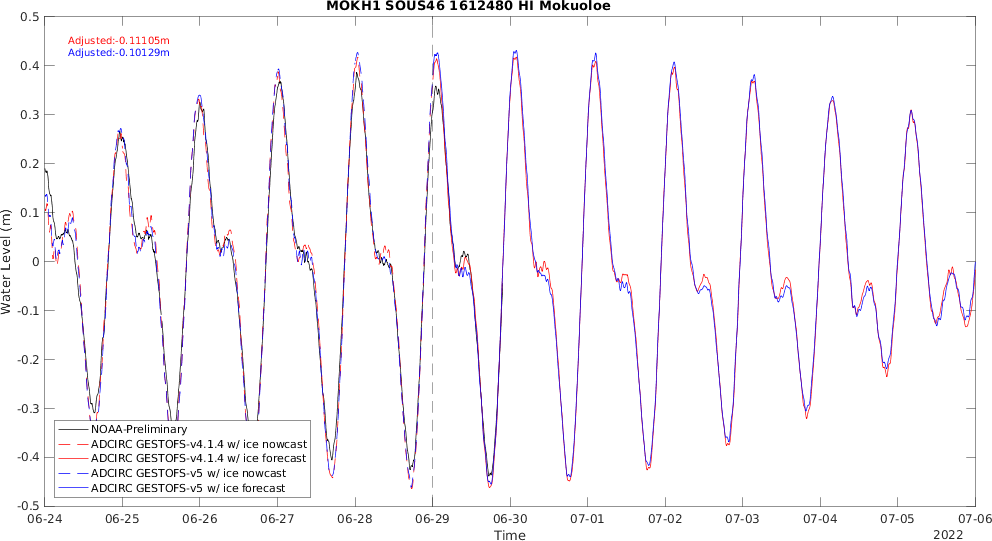 MOKH1 SOUS46 1612480 HI Mokuoloe
Adjusted:-0.11105m
Adjusted:-0.10129m
Water Level (m)
0.5
0.4
0.3
0.2
0.1
0
-0.1
-0.2
-0.3
-0.4
-0.5
NOAA-Preliminary
ADCIRC GESTOFS-v4.1.4 w/ ice nowcast
ADCIRC GESTOFS-v4.1.4 w/ ice forecast
ADCIRC GESTOFS-v5 w/ ice nowcast
ADCIRC GESTOFS-v5 w/ ice forecast
06-24 06-25 06-26 06-27 06-28 06-29 06-30 07-01 07-02 07-03 07-04 07-05 07-06
Time
2022